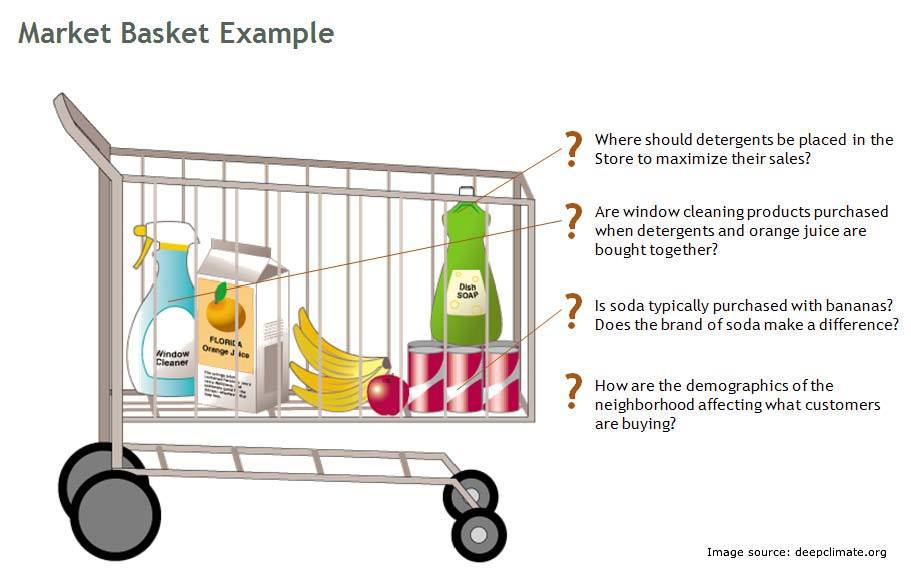 Market Basket Example
? Where should detergents be placed in the
Store to maximize their sales?
? Are window cleaning products purchased
when detergents and orange juice are
bought together?
? Is soda typically purchased with bananas?
Does the brand of soda make a difference?
? How are the demographics of the
neighborhood affecting what customers
are buying?
Window
Cleaner
FLORIDA
Orange Juice
Dish
SOAP
Image source: deepclimate.org